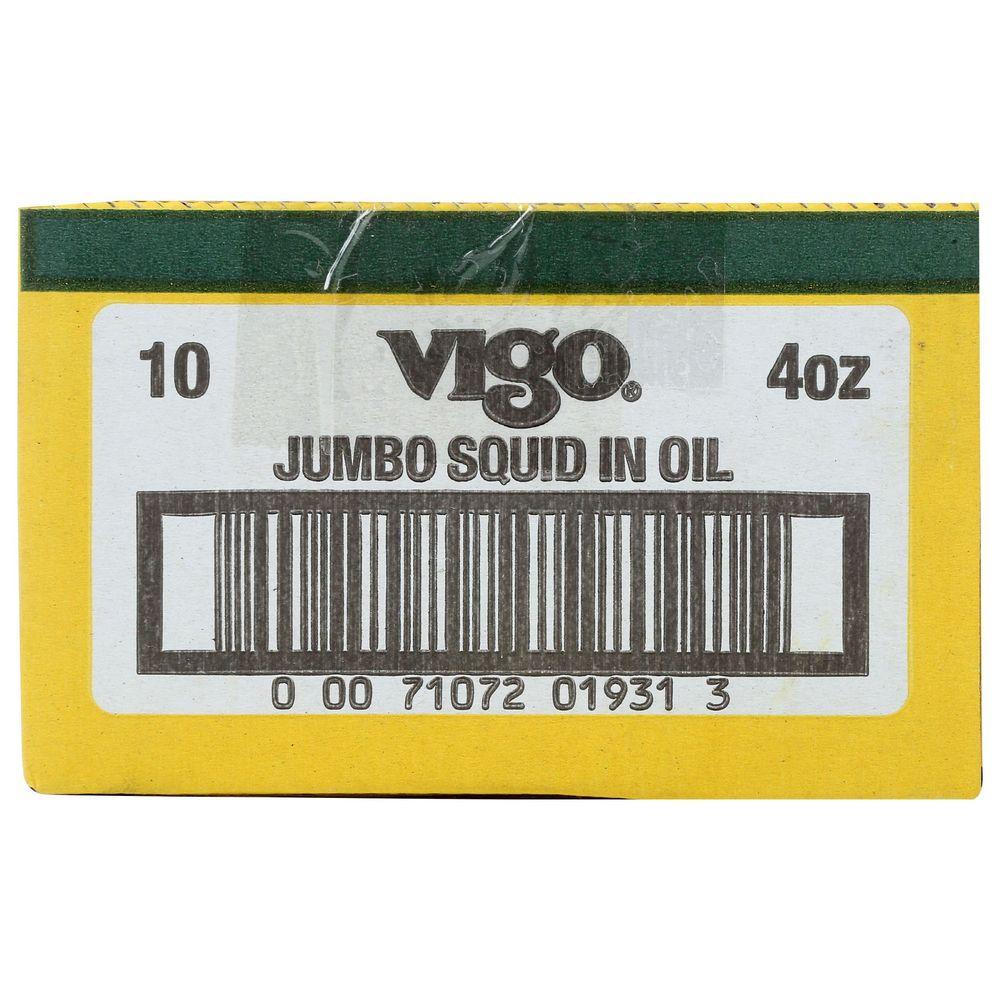 10 vigo® 4oz
JUMBO SQUID IN OIL
0 00 71072 01931 3